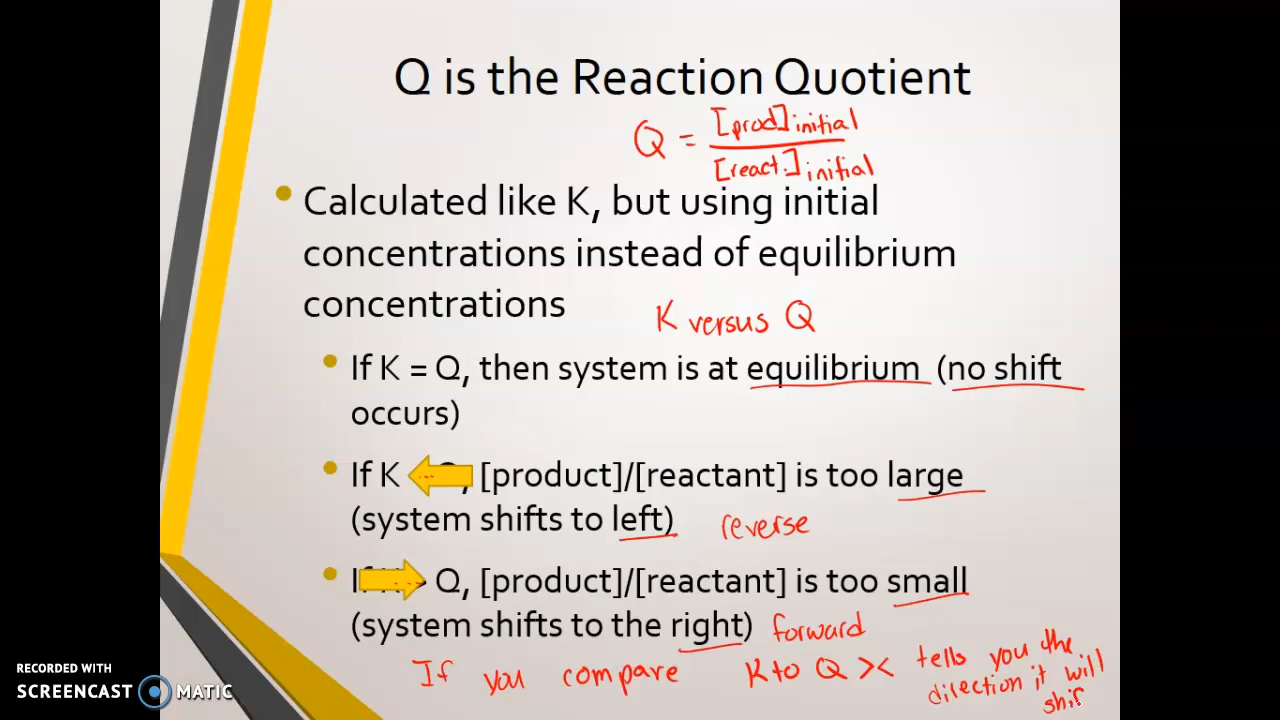 Q is the Reaction Quotient
Q = [prod]initial
[react.]initial
• Calculated like K, but using initial
concentrations instead of equilibrium
concentrations
K versus Q
• If K = Q, then system is at equilibrium (no shift
occurs)
• If K Q, [product]/[reactant] is too large
(system shifts to left) reverse
• If > Q, [product]/[reactant] is too small
(system shifts to the right) forward
If you compare K to Q >< tells you the
direction it will
shif
RECORDED WITH
SCREENCAST MATIC